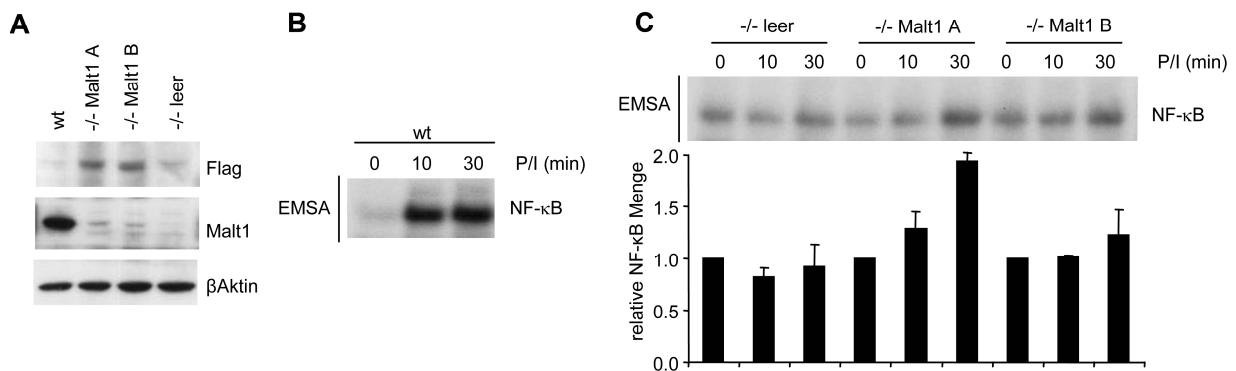 A
wt
-/- Malt1 A
-/- Malt1 B
-/- leer
Flag
Malt1
βAktin
B
wt
0 10 30 P/I (min)
EMSA
NF-κB
C
-/- leer -/- Malt1 A -/- Malt1 B
0 10 30 0 10 30 0 10 30 P/I (min)
EMSA
NF-κB
relative NF-κB Menge
2.0
1.5
1.0
0.5
0.0